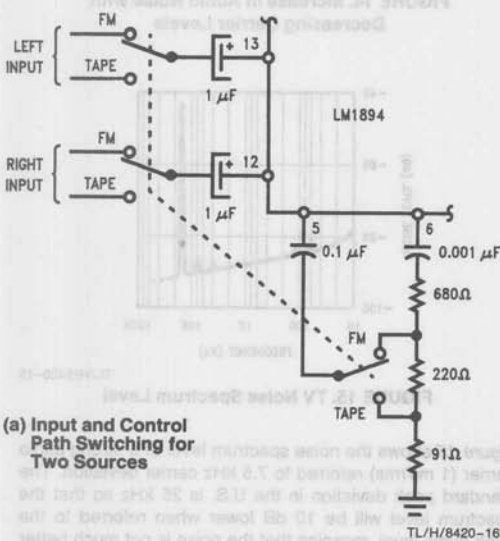 FM
LEFT INPUT
TAPE
13
1 μF
LM1894
FM
RIGHT INPUT
TAPE
12
1 μF
5
0.1 μF
6
0.001 μF
680Ω
FM
220Ω
TAPE
91Ω
(a) Input and Control
Path Switching for
Two Sources
TL/H/8420-16